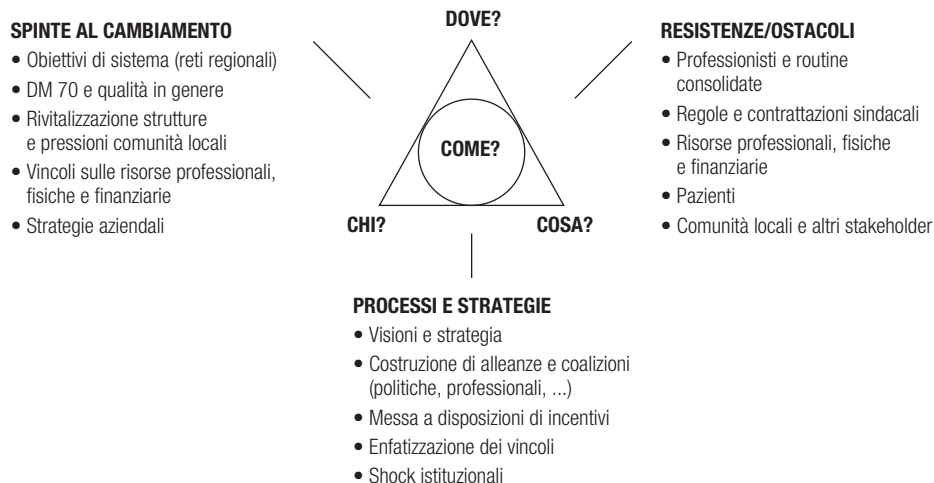 SPINTE AL CAMBIAMENTO
• Obiettivi di sistema (reti regionali)
• DM 70 e qualità in genere
• Rivitalizzazione strutture
e pressioni comunità locali
• Vincoli sulle risorse professionali,
fisiche e finanziarie
• Strategie aziendali
DOVE?
COME?
CHI?
COSA?
RESISTENZE/OSTACOLI
• Professionisti e routine
consolidate
• Regole e contrattazioni sindacali
• Risorse professionali, fisiche
e finanziarie
• Pazienti
• Comunità locali e altri stakeholder
PROCESSI E STRATEGIE
• Visioni e strategia
• Costruzione di alleanze e coalizioni
(politiche, professionali, ...)
• Messa a disposizioni di incentivi
• Enfatizzazione dei vincoli
• Shock istituzionali